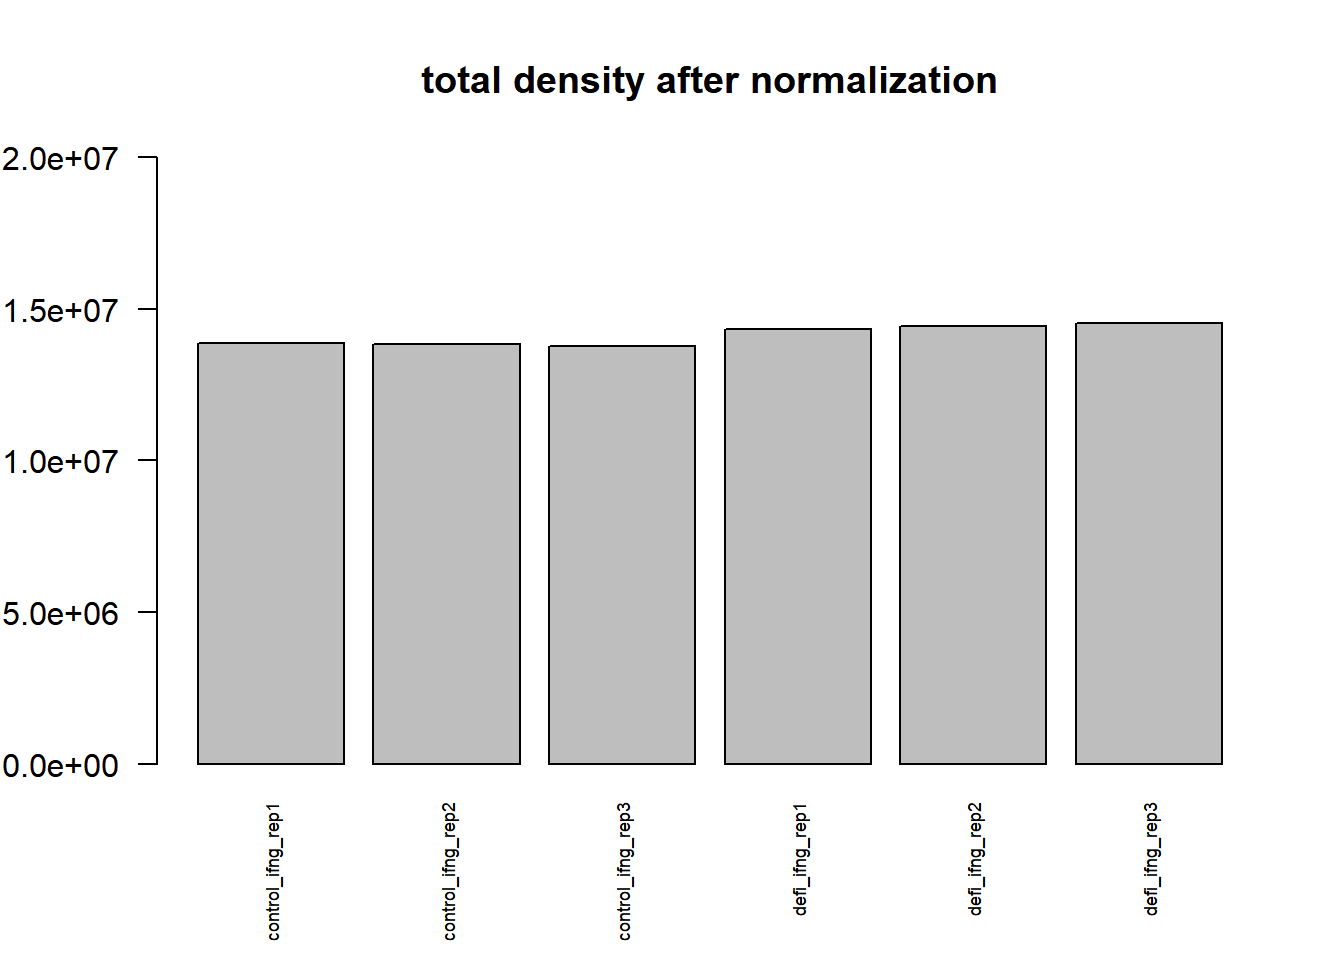 total density after normalization
2.0e+07
1.5e+07
1.0e+07
5.0e+06
0.0e+00
control_ifng_rep1
control_ifng_rep2
control_ifng_rep3
defi_ifng_rep1
defi_ifng_rep2
defi_ifng_rep3